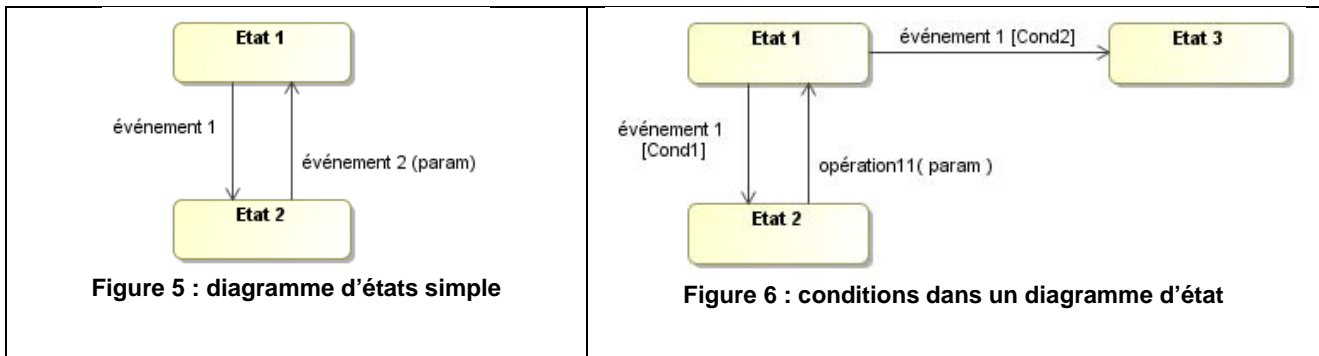 Etat 1
événement 1
événement 2 (param)
Etat 2
Figure 5 : diagramme d'états simple
Etat 1
événement 1 [Cond2]
Etat 3
événement 1
[Cond1]
opération11( param )
Etat 2
Figure 6 : conditions dans un diagramme d'état